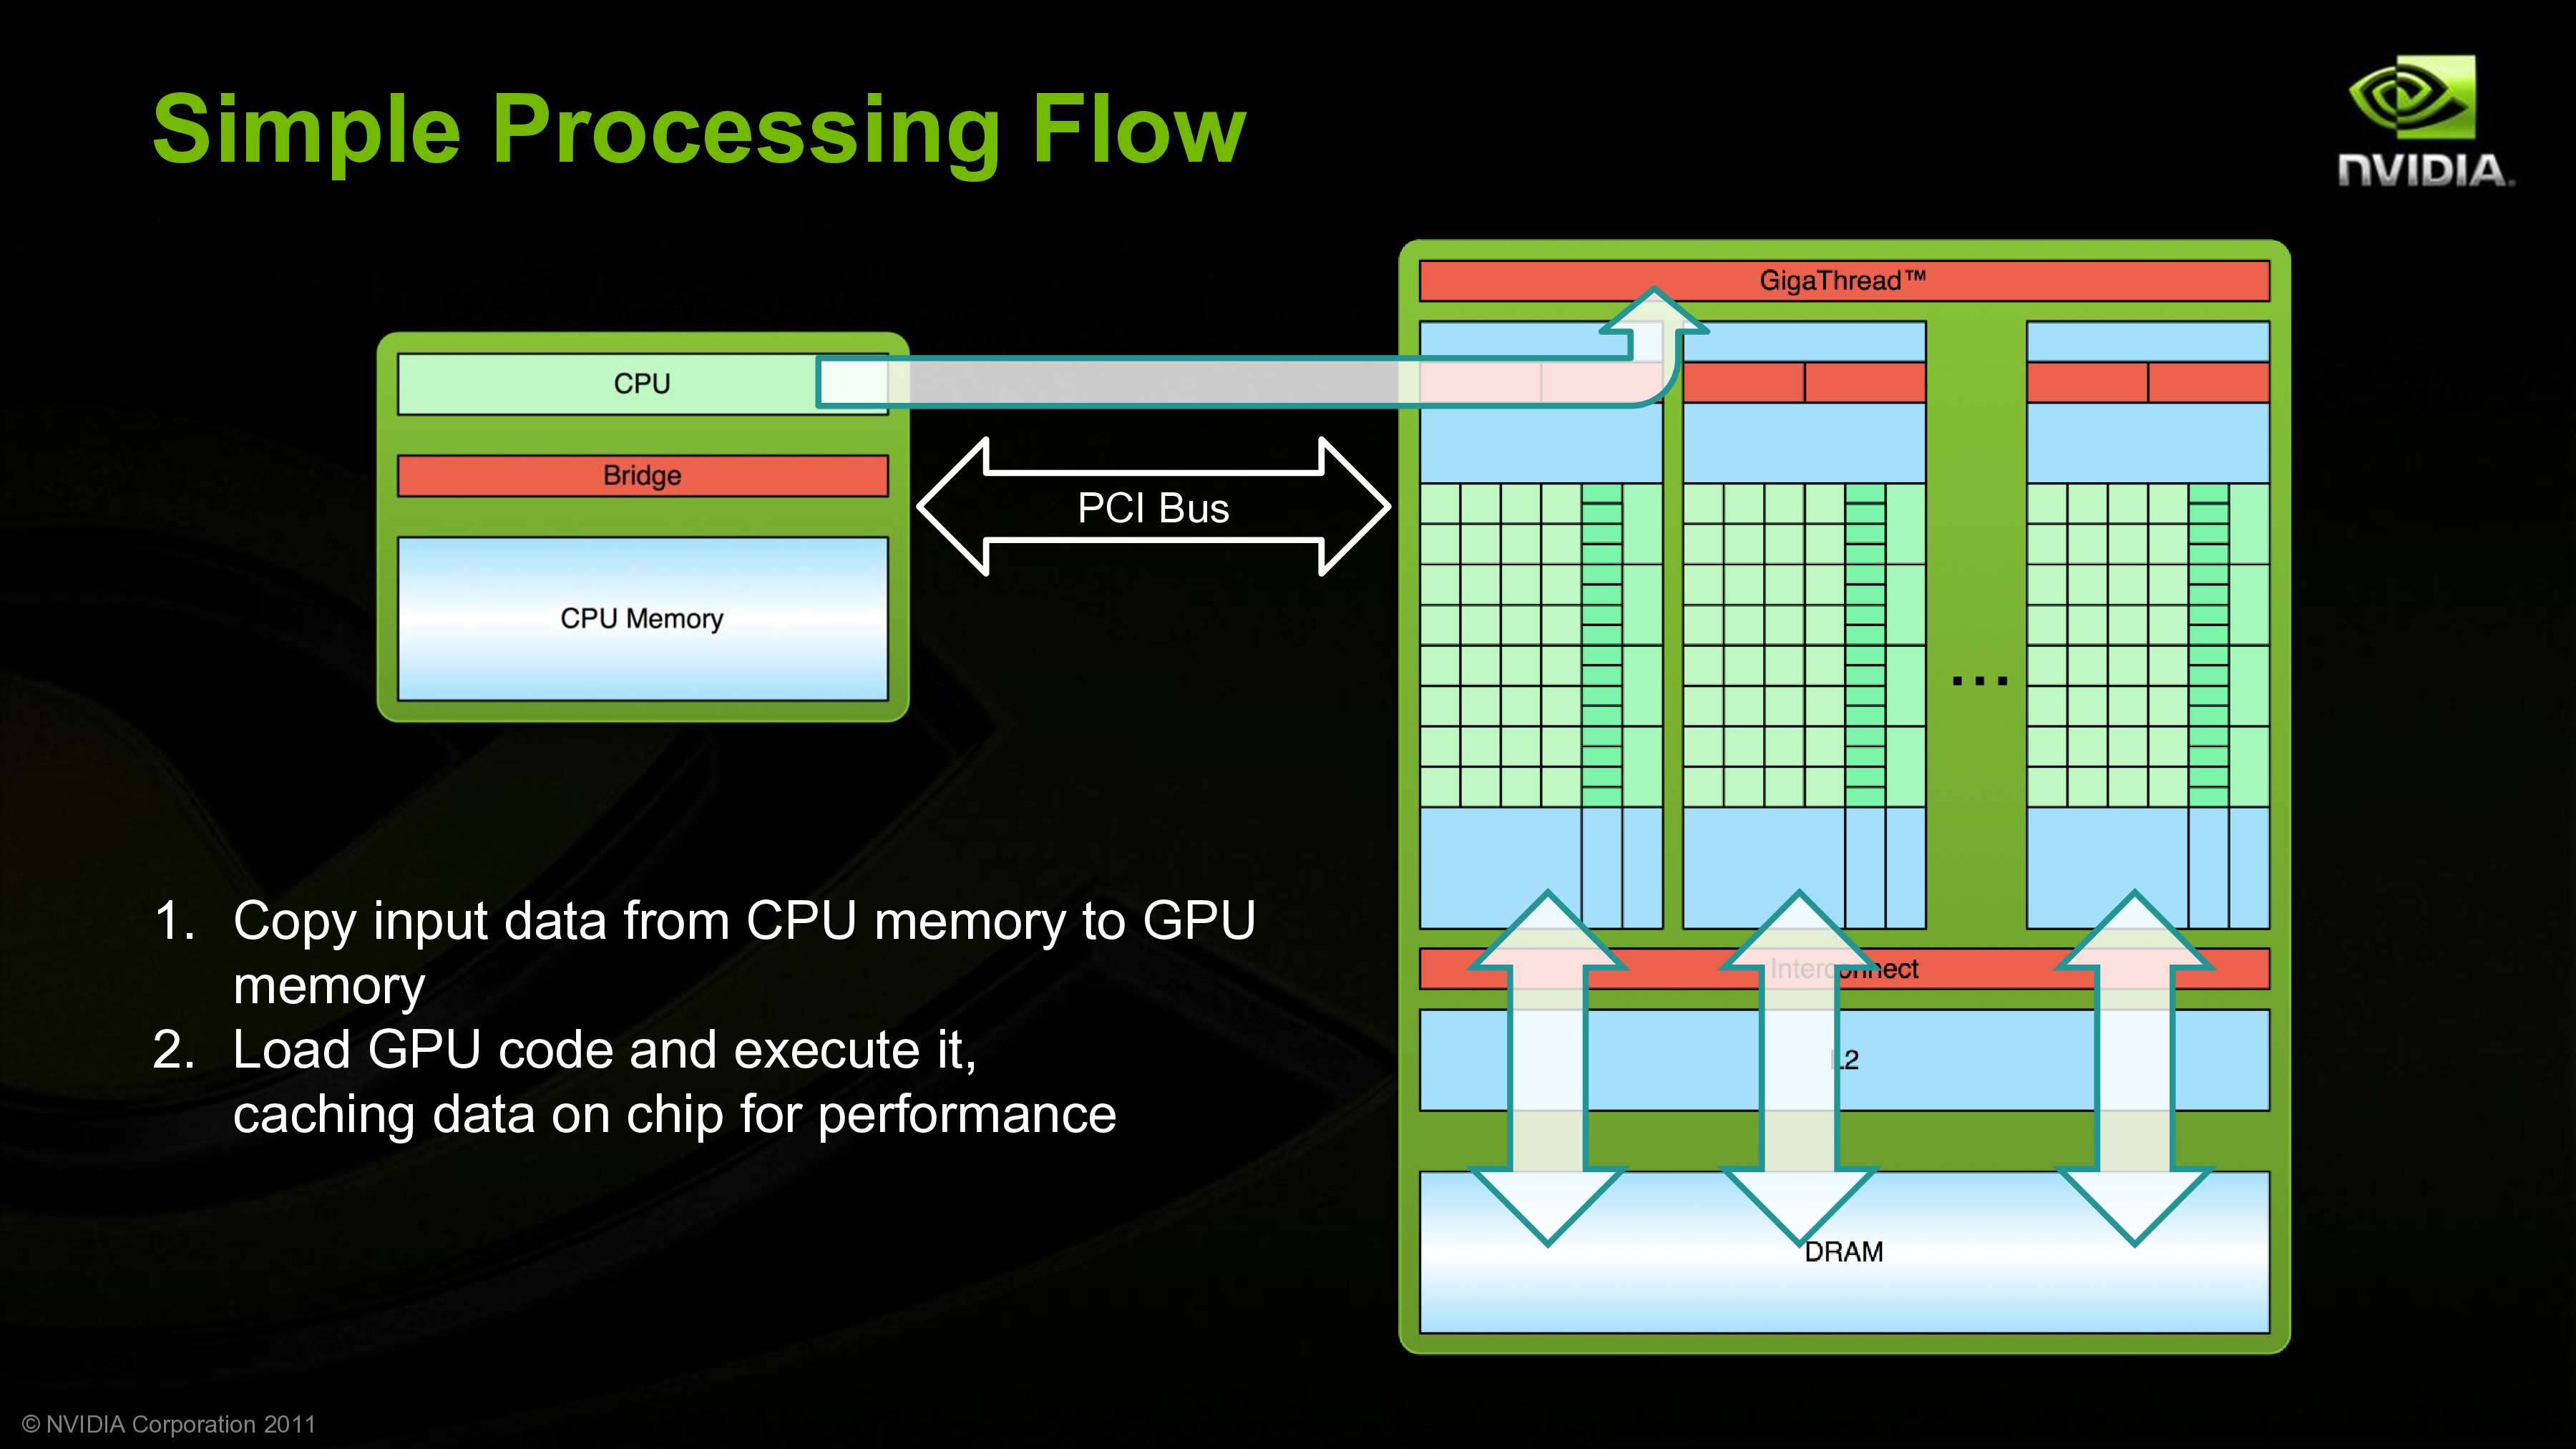 Simple Processing Flow
NVIDIA.
GigaThread™
CPU
Bridge
PCI Bus
CPU Memory
...
1. Copy input data from CPU memory to GPU
memory
2. Load GPU code and execute it,
caching data on chip for performance
Interconnect
L2
DRAM
© NVIDIA Corporation 2011